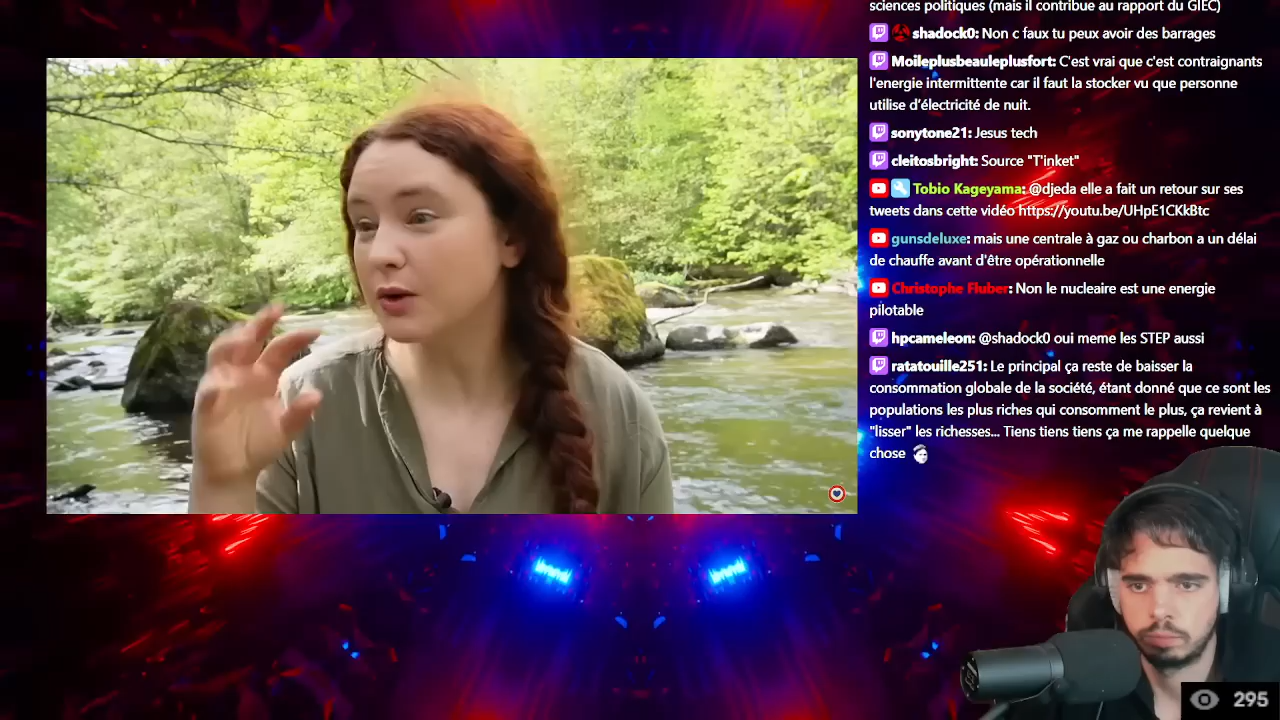 sciences politiques (mais il contribue au rapport du GIEC)
shadock0: Non c faux tu peux avoir des barrages
Moileplusbeauleplusfort: C'est vrai que c'est contraignants
l'energie intermittente car il faut la stocker vu que personne
utilise d'électricité de nuit.
sonytone21: Jesus tech
cleitosbright: Source "T'inket"
Tobio Kageyama: @djeda elle a fait un retour sur ses
tweets dans cette vidéo https://youtu.be/UHpE1CKkBtc
gunsdeluxe: mais une centrale à gaz ou charbon a un délai
de chauffe avant d'être opérationnelle
Christophe Fluber: Non le nucleaire est une energie
pilotable
hpcameleon: @shadock0 oui meme les STEP aussi
ratatouille251: Le principal ça reste de baisser la
consommation globale de la société, étant donné que ce sont les
populations les plus riches qui consomment le plus, ça revient à
"lisser" les richesses... Tiens tiens tiens ça me rappelle quelque
chose
295